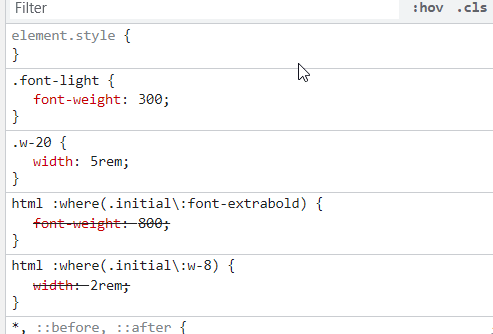 Filter :hov .cls
element.style {
}
.font-light {
font-weight: 300;
}
.w-20 {
width: 5rem;
}
html :where(.initial\:font-extrabold) {
font-weight: 800;
}
html :where(.initial\:w-8) {
width: 2rem;
}
*, ::before, ::after {